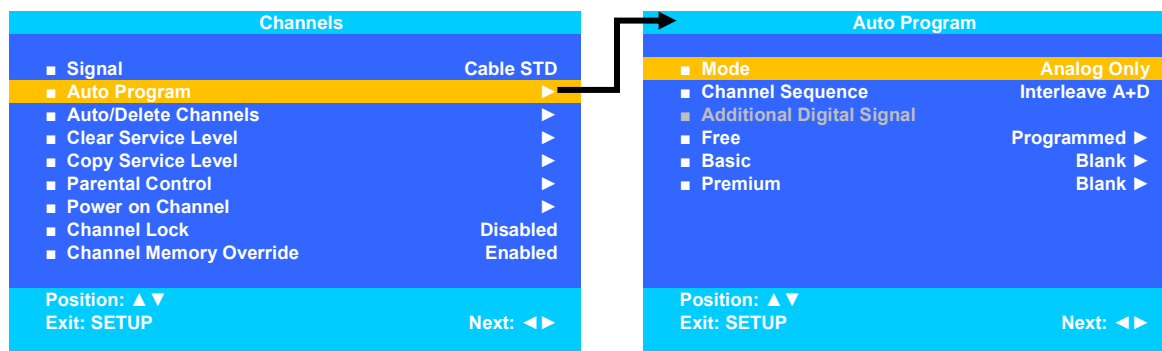 Channels
■ Signal Cable STD
■ Auto Program ►
■ Auto/Delete Channels ►
■ Clear Service Level ►
■ Copy Service Level ►
■ Parental Control ►
■ Power on Channel ►
■ Channel Lock Disabled
■ Channel Memory Override Enabled
Position: ▲▼
Exit: SETUP Next: ◄►
Auto Program
■ Mode Analog Only
■ Channel Sequence Interleave A+D
■ Additional Digital Signal
■ Free Programmed ►
■ Basic Blank ►
■ Premium Blank ►
Position: ▲▼
Exit: SETUP Next: ◄►